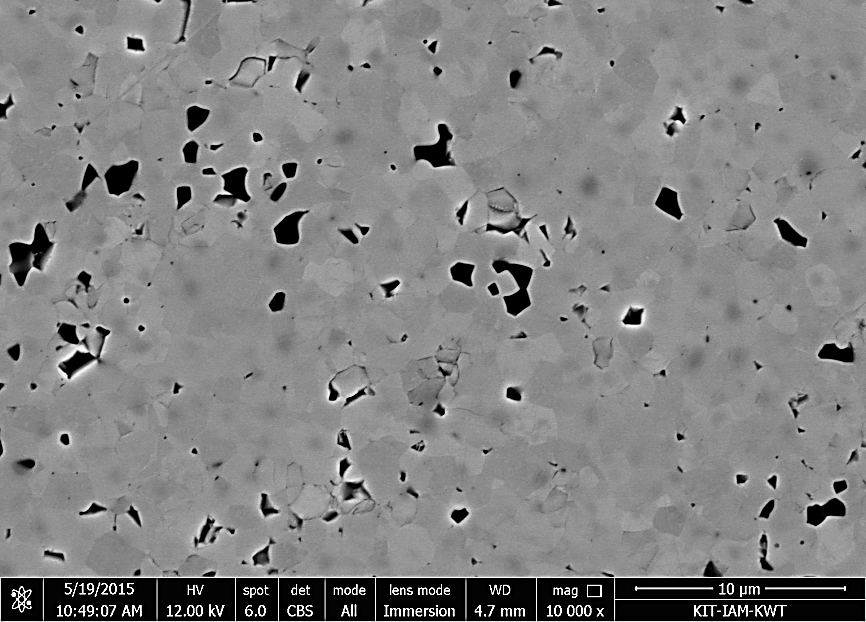 5/19/2015 HV spot det mode lens mode WD mag 10 µm
10:49:07 AM 12.00 kV 6.0 CBS All Immersion 4.7 mm 10 000 x KIT-IAM-KWT